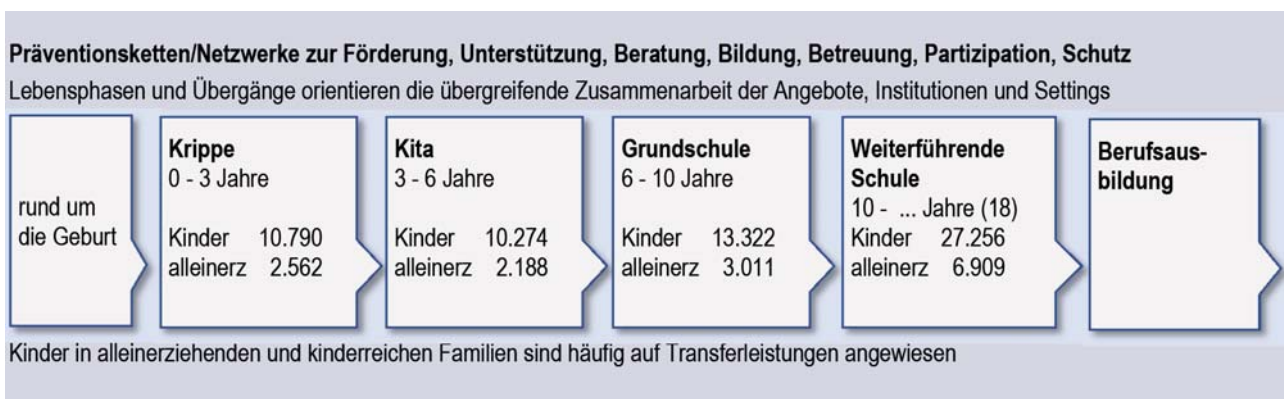 Präventionsketten/Netzwerke zur Förderung, Unterstützung, Beratung, Bildung, Betreuung, Partizipation, Schutz
Lebensphasen und Übergänge orientieren die übergreifende Zusammenarbeit der Angebote, Institutionen und Settings
rund um
die Geburt
Krippe
0 - 3 Jahre
Kinder 10.790
alleinerz 2.562
Kita
3 - 6 Jahre
Kinder 10.274
alleinerz 2.188
Grundschule
6 - 10 Jahre
Kinder 13.322
alleinerz 3.011
Weiterführende
Schule
10 - ... Jahre (18)
Kinder 27.256
alleinerz 6.909
Berufsaus-
bildung
Kinder in alleinerziehenden und kinderreichen Familien sind häufig auf Transferleistungen angewiesen